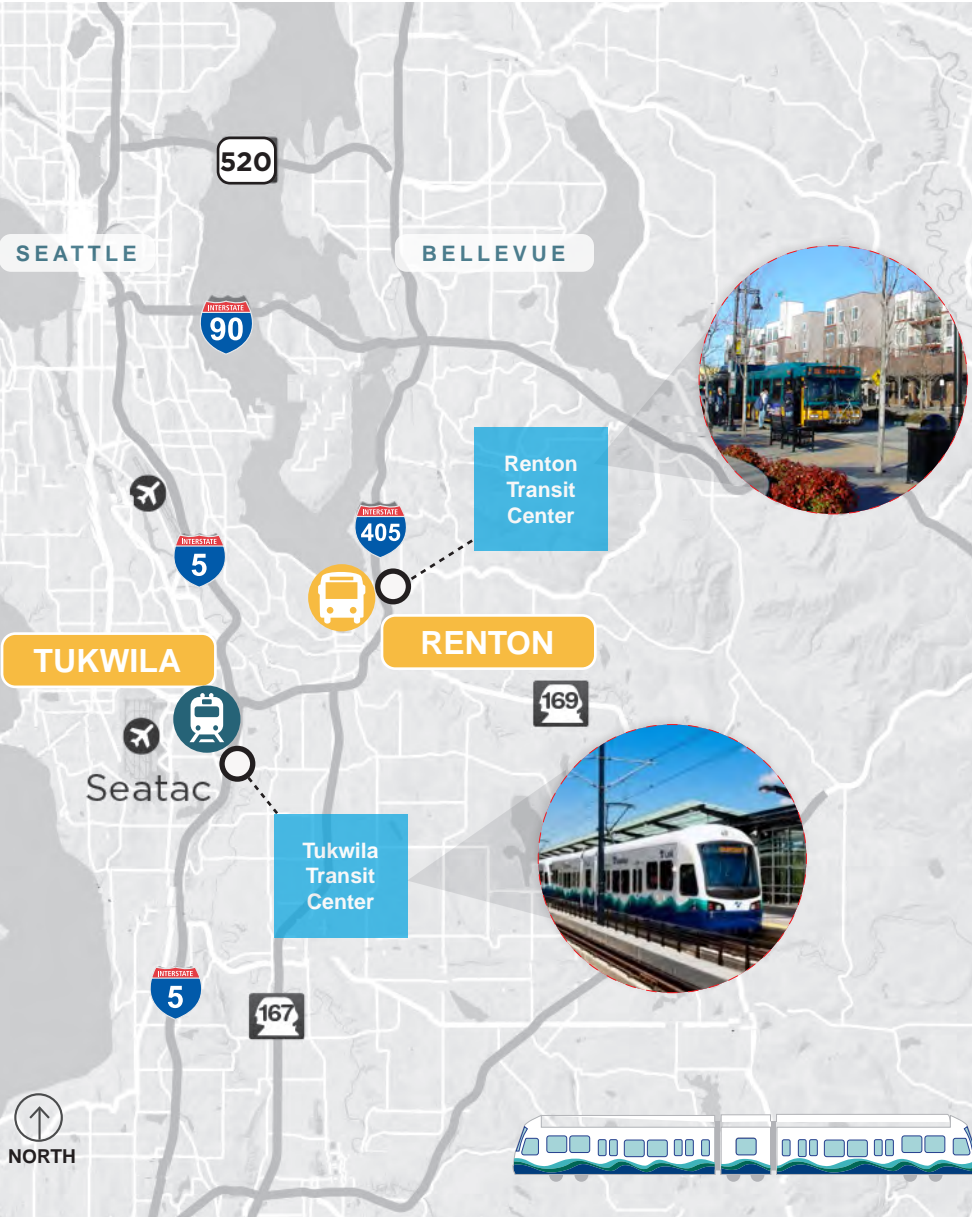 520
SEATTLE
BELLEVUE
INTERSTATE
90
Renton
Transit
Center
INTERSTATE
405
INTERSTATE
5
RENTON
TUKWILA
169
Seatac
Tukwila
Transit
Center
INTERSTATE
5
167
NORTH